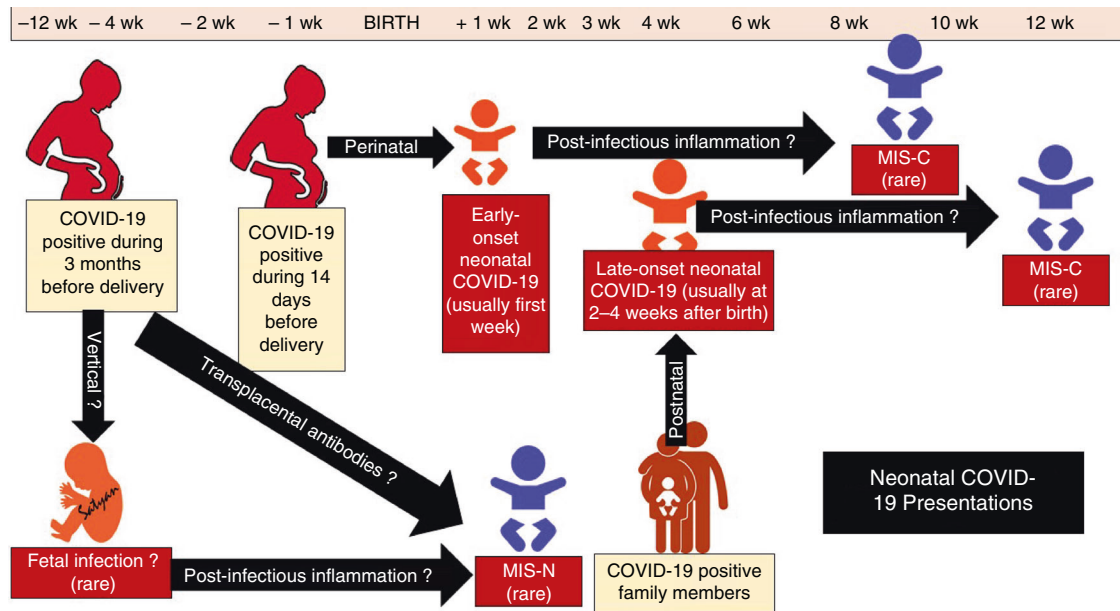 –12 wk – 4 wk – 2 wk – 1 wk BIRTH + 1 wk 2 wk 3 wk 4 wk 6 wk 8 wk 10 wk 12 wk
Perinatal
Post-infectious inflammation ?
MIS-C
(rare)
COVID-19
positive during
3 months
before delivery
COVID-19
positive
during 14
days
before
delivery
Early-
onset
neonatal
COVID-19
(usually first
week)
Post-infectious inflammation ?
Late-onset neonatal
COVID-19 (usually at
2–4 weeks after birth)
MIS-C
(rare)
Vertical ?
Transplacental antibodies ?
Postnatal
Satyan
Neonatal COVID-
19 Presentations
Fetal infection ?
(rare)
Post-infectious inflammation ?
MIS-N
(rare)
COVID-19 positive
family members